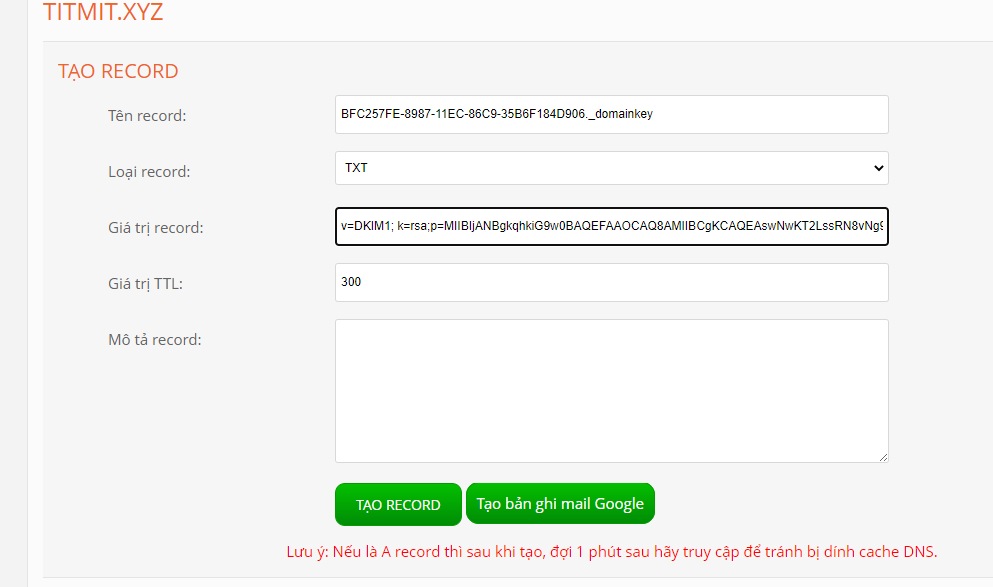 TITMIT.XYZ
TẠO RECORD
Tên record:
BFC257FE-8987-11EC-86C9-35B6F184D906._domainkey
Loại record:
TXT
Giá trị record:
v=DKIM1; k=rsa;p=MIIBIjANBgkqhkiG9w0BAQEFAAOCAQ8AMIIBCgKCAQEAswNwKT2LssRN8vNg9
Giá trị TTL:
300
Mô tả record:
TẠO RECORD
Tạo bản ghi mail Google
Lưu ý: Nếu là A record thì sau khi tạo, đợi 1 phút sau hãy truy cập để tránh bị dính cache DNS.